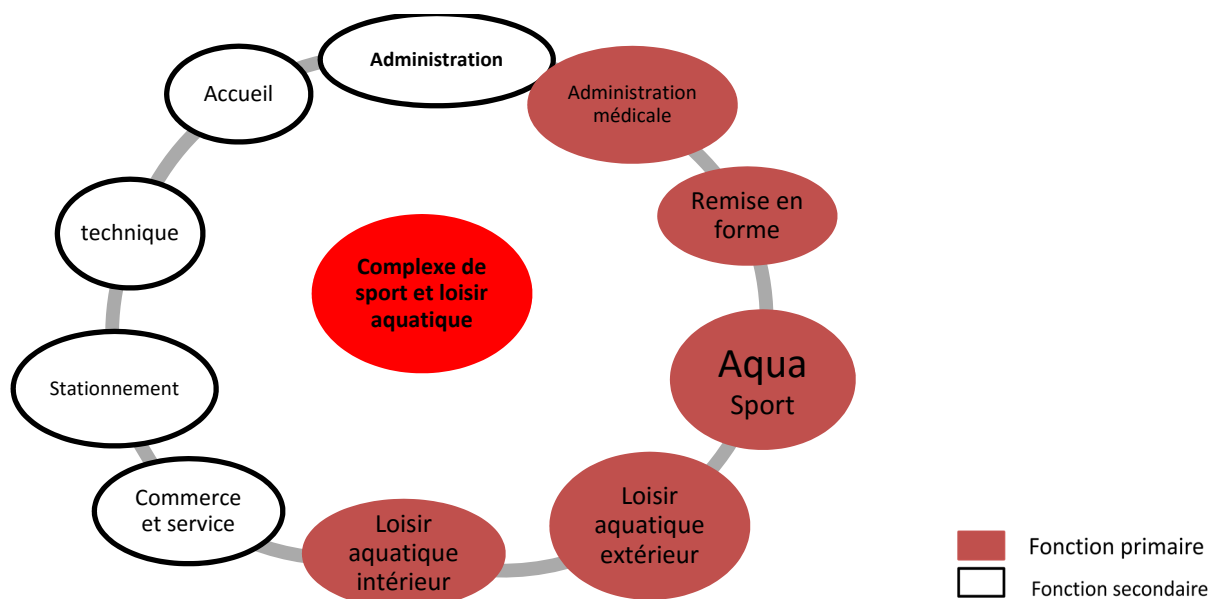 Administration
Accueil
Administration
médicale
Remise en
forme
technique
Complexe de
sport et loisir
aquatique
Aqua
Sport
Stationnement
Commerce
et service
Loisir
aquatique
intérieur
Loisir
aquatique
extérieur
Fonction primaire
Fonction secondaire